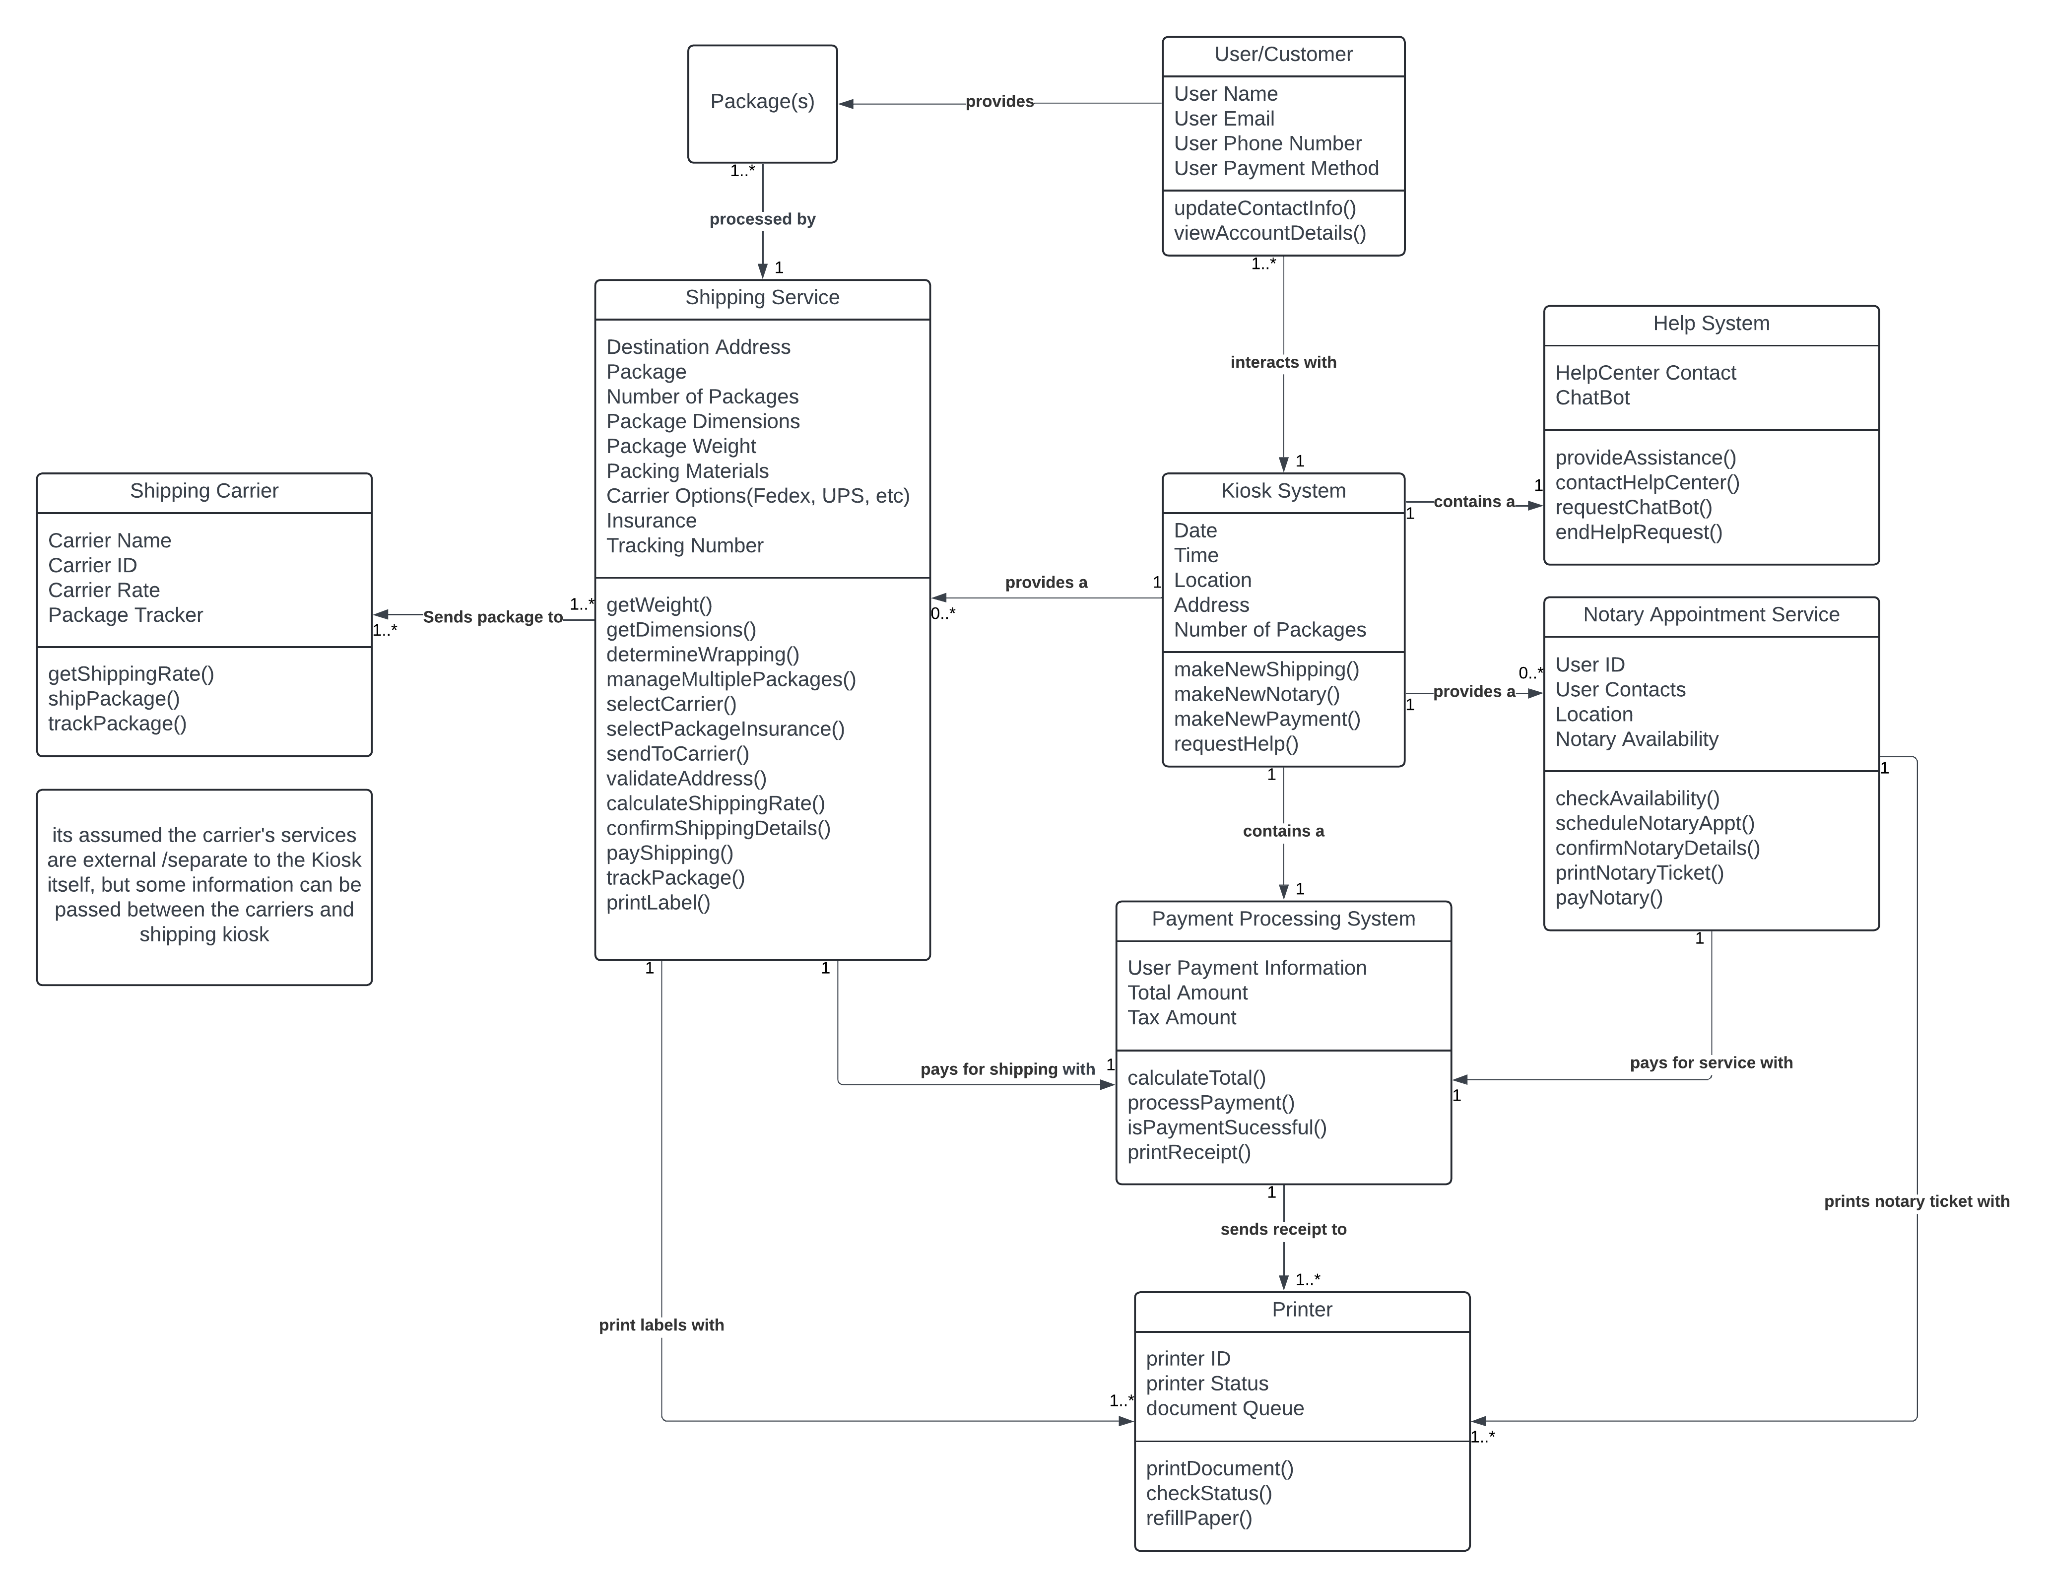 Package(s)
provides
User/Customer
User Name
User Email
User Phone Number
User Payment Method
updateContactInfo()
viewAccountDetails()
1..*
processed by
1
1..*
interacts with
1
Shipping Service
Destination Address
Package
Number of Packages
Package Dimensions
Package Weight
Packing Materials
Carrier Options(Fedex, UPS, etc)
Insurance
Tracking Number
getWeight()
getDimensions()
determineWrapping()
manageMultiplePackages()
selectCarrier()
selectPackageInsurance()
sendToCarrier()
validateAddress()
calculateShippingRate()
confirmShippingDetails()
payShipping()
trackPackage()
printLabel()
Help System
HelpCenter Contact
ChatBot
provideAssistance()
contactHelpCenter()
requestChatBot()
endHelpRequest()
Shipping Carrier
Carrier Name
Carrier ID
Carrier Rate
Package Tracker
getShippingRate()
shipPackage()
trackPackage()
1..*
Sends package to
1..*
its assumed the carrier's services
are external /separate to the Kiosk
itself, but some information can be
passed between the carriers and
shipping kiosk
Kiosk System
Date
Time
Location
Address
Number of Packages
makeNewShipping()
makeNewNotary()
makeNewPayment()
requestHelp()
1
contains a
1
provides a
1
0..*
1
provides a
0..*
Notary Appointment Service
User ID
User Contacts
Location
Notary Availability
checkAvailability()
scheduleNotaryAppt()
confirmNotaryDetails()
printNotaryTicket()
payNotary()
1
contains a
1
Payment Processing System
User Payment Information
Total Amount
Tax Amount
calculateTotal()
processPayment()
isPaymentSucessful()
printReceipt()
1
1
pays for shipping with
1
1
pays for service with
1
1
prints notary ticket with
1
sends receipt to
1..*
print labels with
1..*
Printer
printer ID
printer Status
document Queue
printDocument()
checkStatus()
refillPaper()
1..*